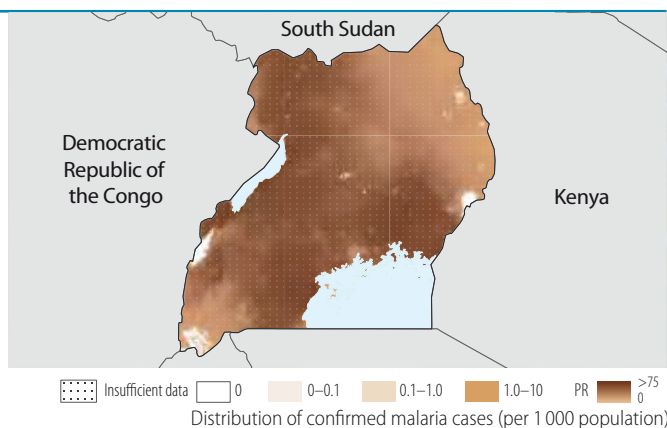 South Sudan
Democratic
Republic of
the Congo
Kenya
Insufficient data 0 0–0.1 0.1–1.0 1.0–10 PR >75
0
Distribution of confirmed malaria cases (per 1 000 population)